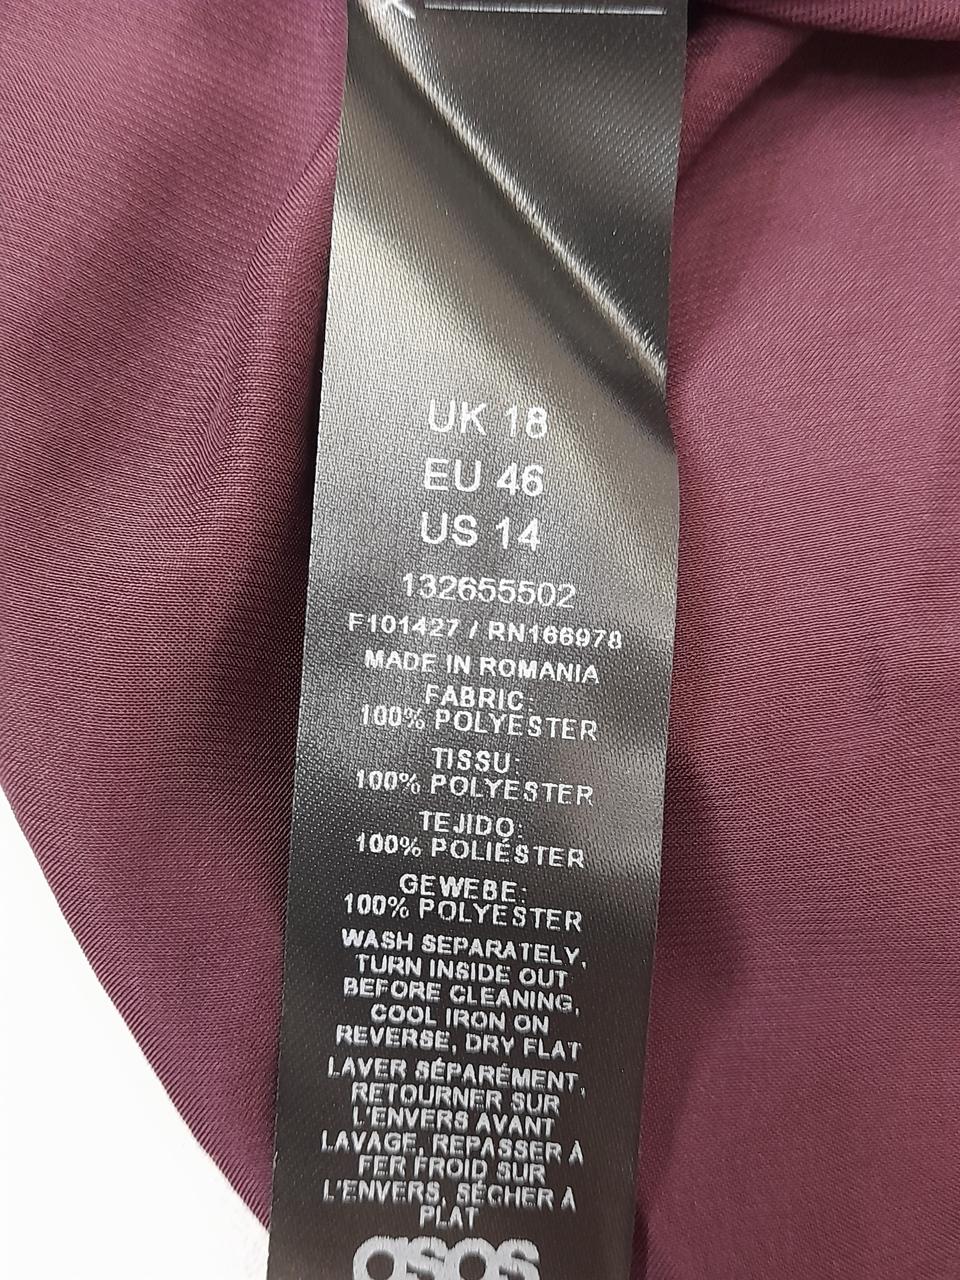 UK 18
EU 46
US 14
132655502
F101427 / RN166978
MADE IN ROMANIA
FABRIC:
100% POLYESTER
TISSU:
100% POLYESTER
TEJIDO:
100% POLIÉSTER
GEWEBE:
100% POLYESTER
WASH SEPARATELY,
TURN INSIDE OUT
BEFORE CLEANING,
COOL IRON ON
REVERSE, DRY FLAT
LAVER SÉPARÉMENT,
RETOURNER SUR
L'ENVERS AVANT
LAVAGE, REPASSER À
FER FROID SUR
L'ENVERS, SÉCHER À
PLAT
asos